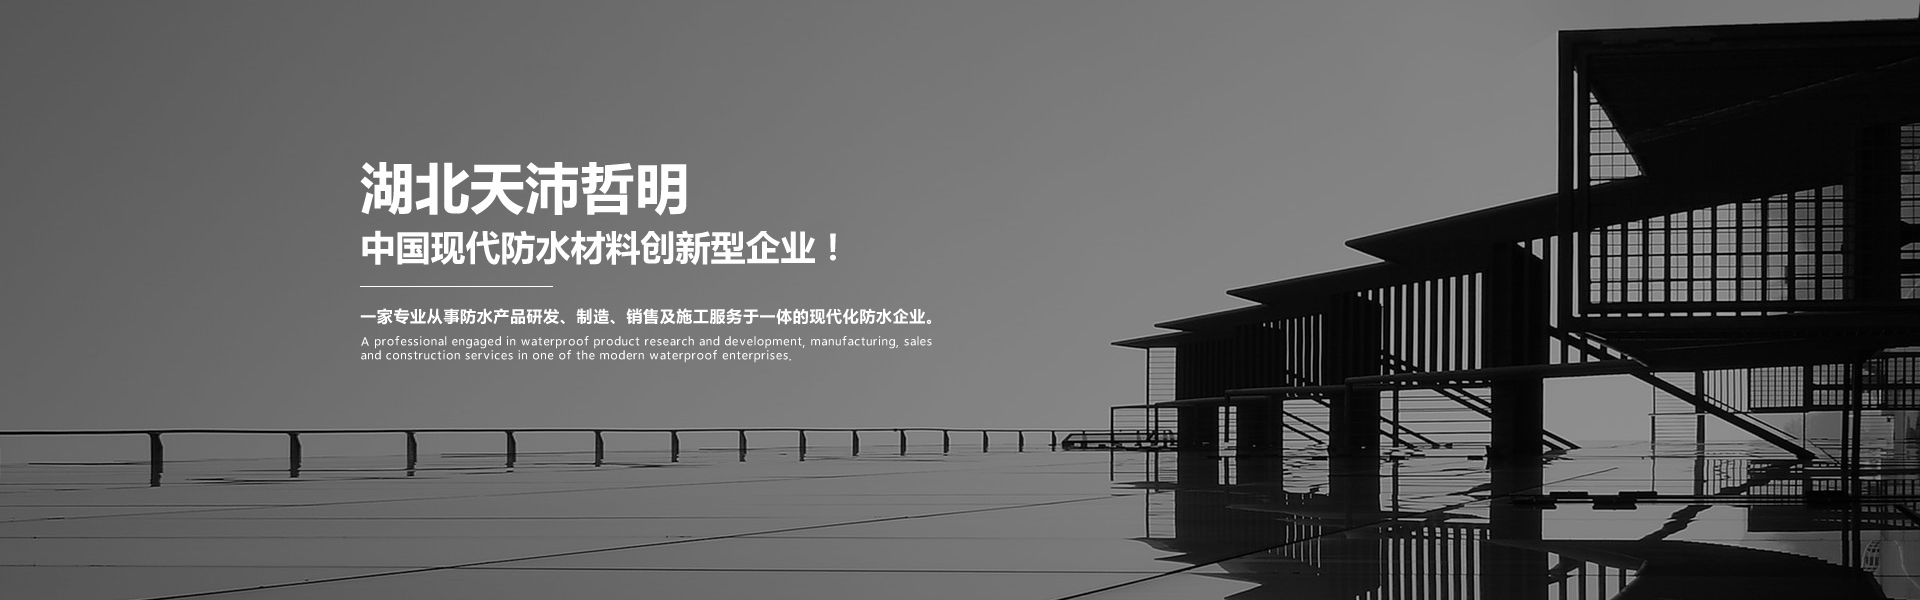 湖北天沛哲明
中国现代防水材料创新型企业！
一家专业从事防水产品研发、制造、销售及施工服务于一体的现代化防水企业。
A professional engaged in waterproof product research and development, manufacturing, sales
and construction services in one of the modern waterproof enterprises.